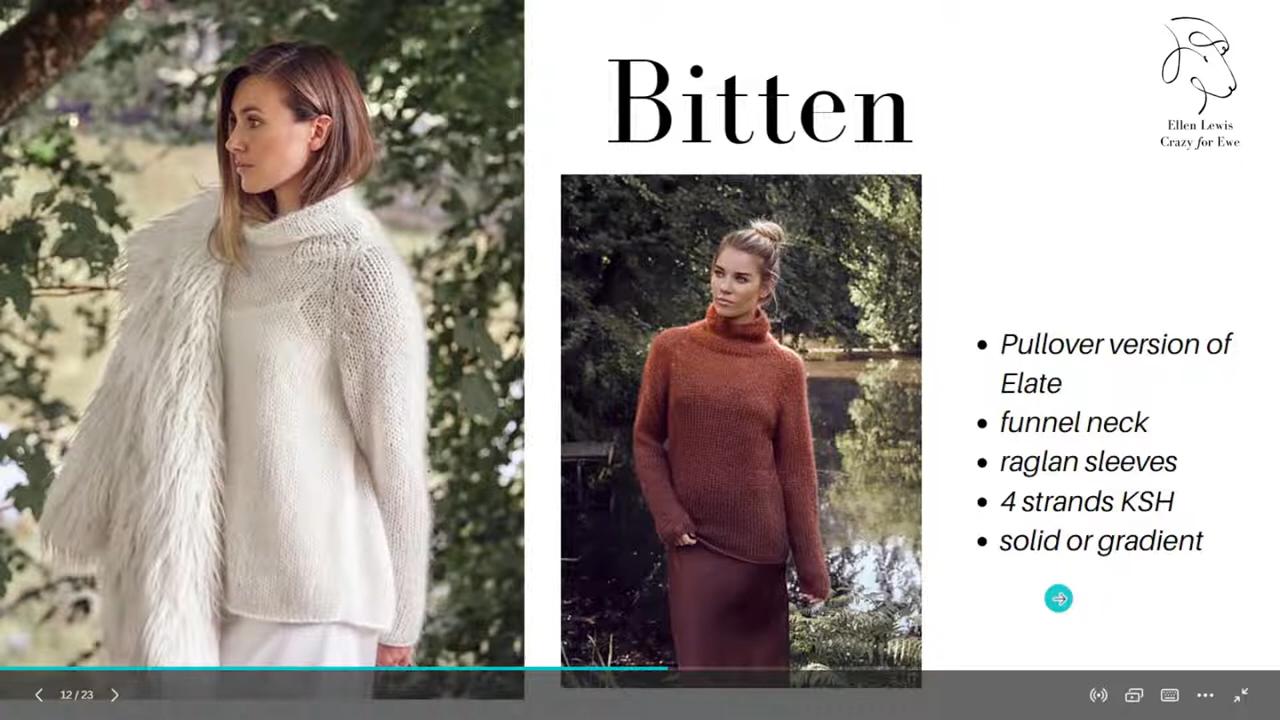 Bitten
Ellen Lewis
Crazy for Ewe
Pullover version of
Elate
funnel neck
raglan sleeves
4 strands KSH
solid or gradient
12 / 23